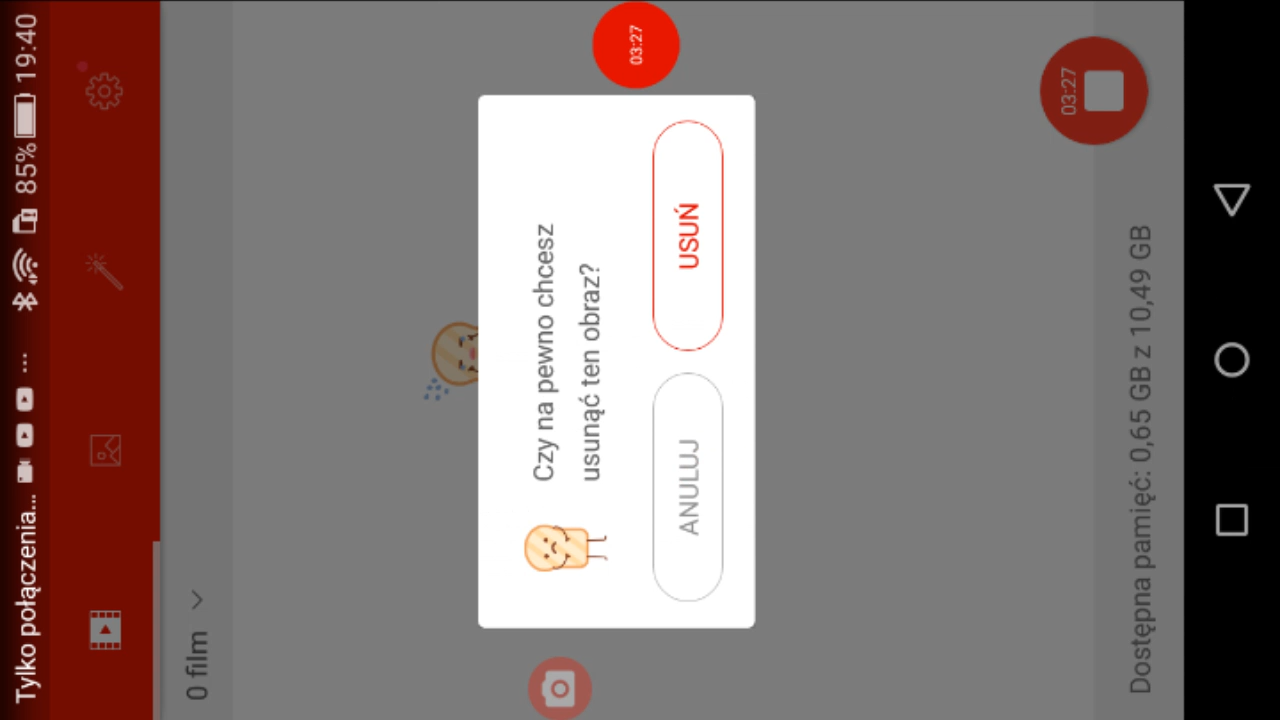 Tylko połączenia... ... 85% 19:40
0 film
Czy na pewno chcesz
usunąć ten obraz?
ANULUJ USUŃ
03:27
03:27
Dostępna pamięć: 0,65 GB z 10,49 GB